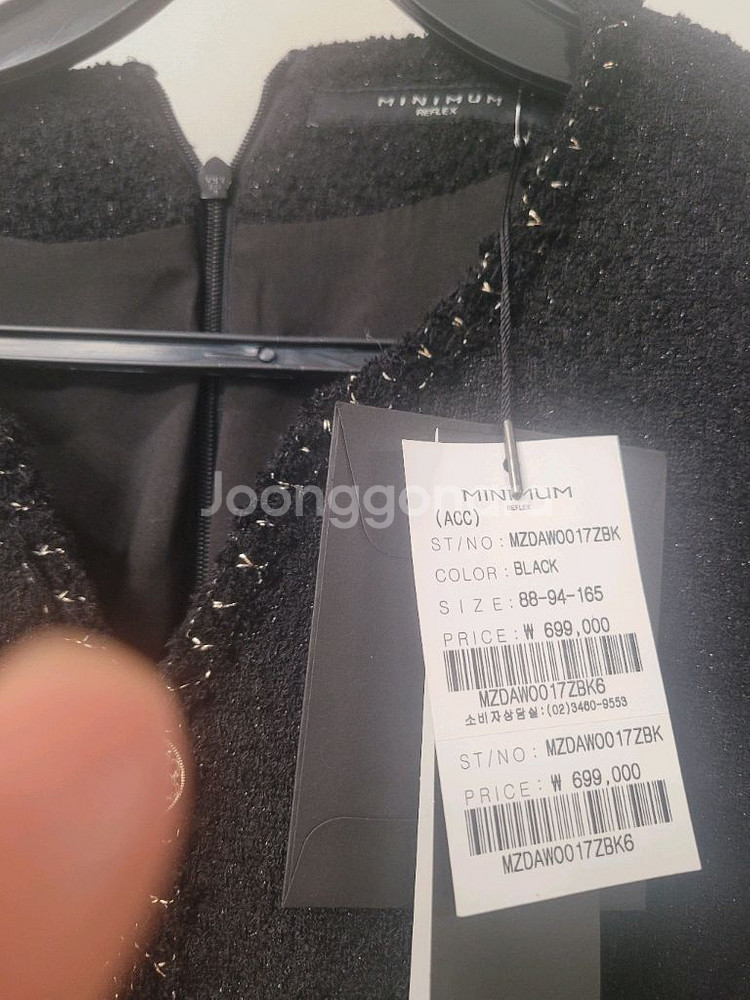 MINIMUM
REFLEX
Joonggonara
MINIMUM
REFLEX
(ACC)
ST/NO : MZDAW0017ZBK
COLOR : BLACK
SIZE : 88-94-165
PRICE : ₩ 699,000
MZDAW0017ZBK6
소비자상담실:(02)3460-9553
ST/NO : MZDAW0017ZBK
PRICE : ₩ 699,000
MZDAW0017ZBK6